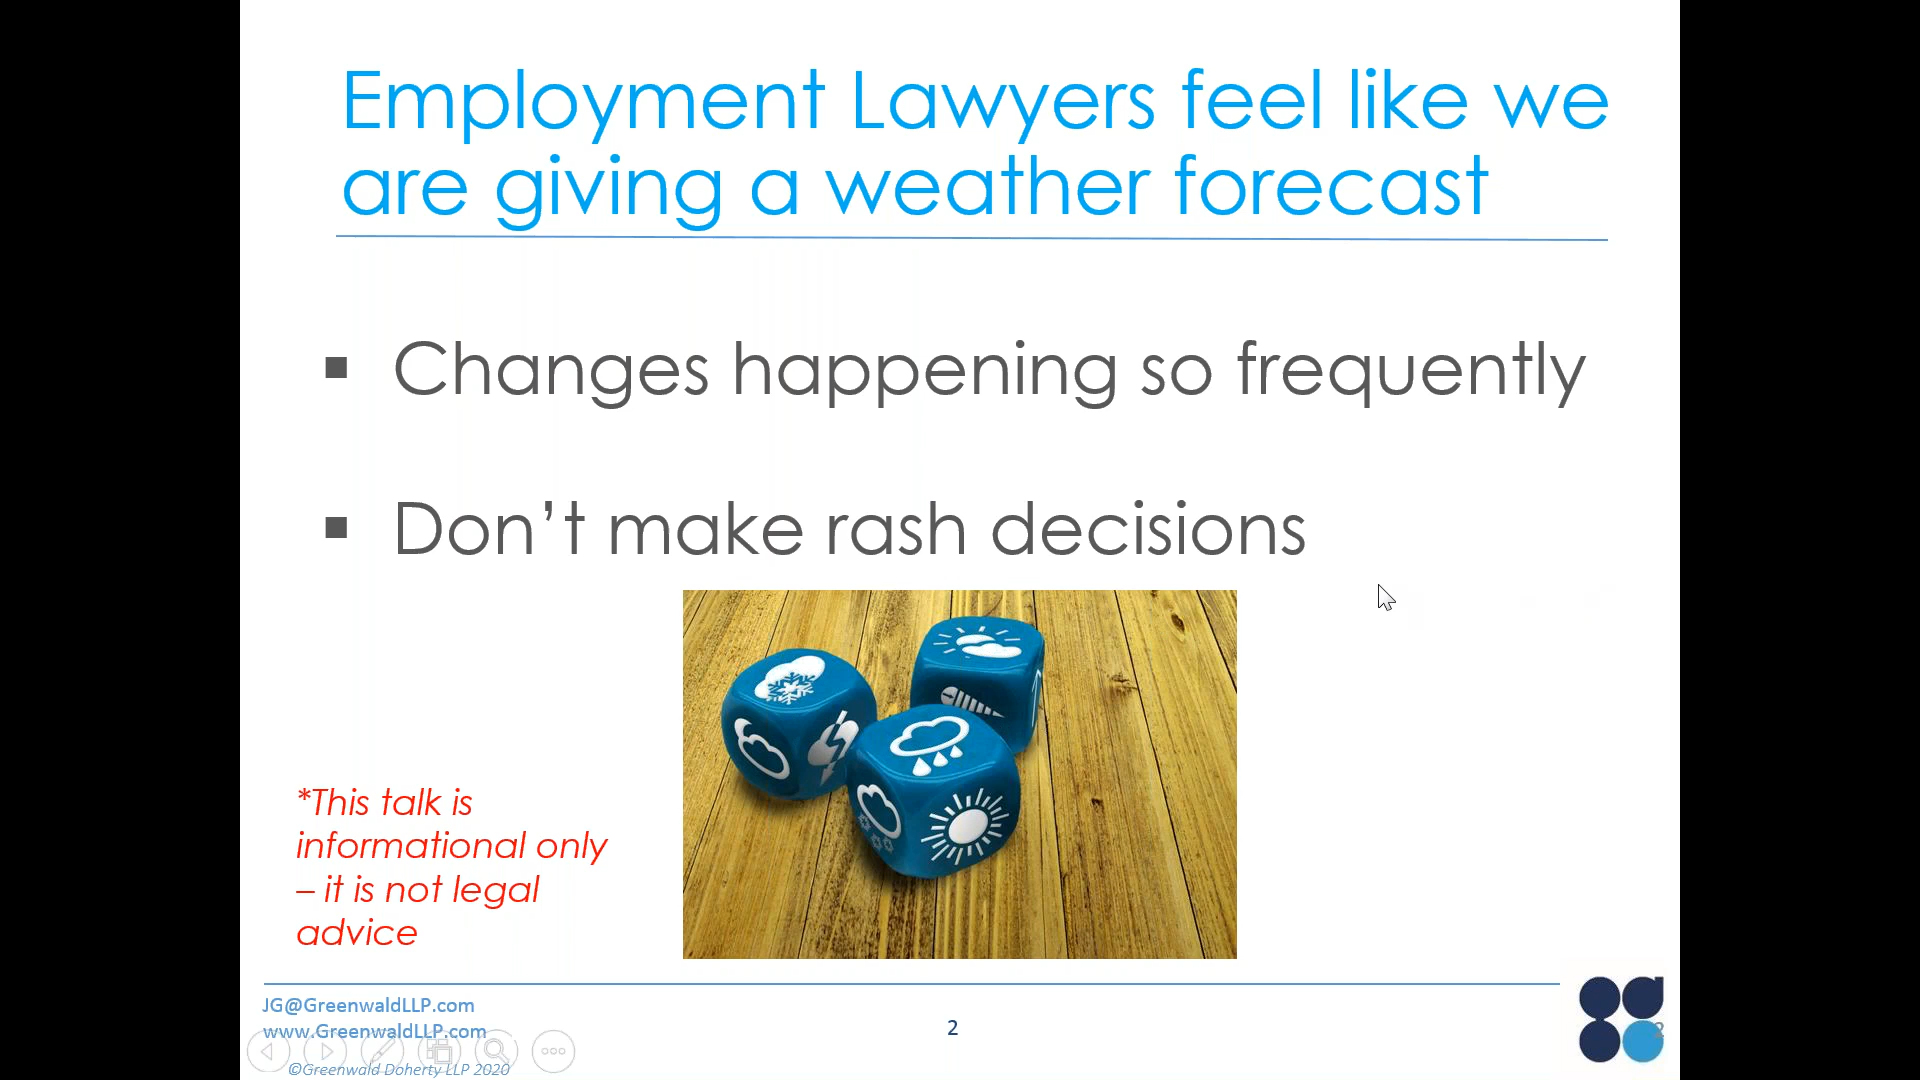 Employment Lawyers feel like we
are giving a weather forecast
▪ Changes happening so frequently
▪ Don’t make rash decisions
*This talk is
informational only
– it is not legal
advice
JG@GreenwaldLLP.com
www.GreenwaldLLP.com
©Greenwald Doherty LLP 2020
2
2